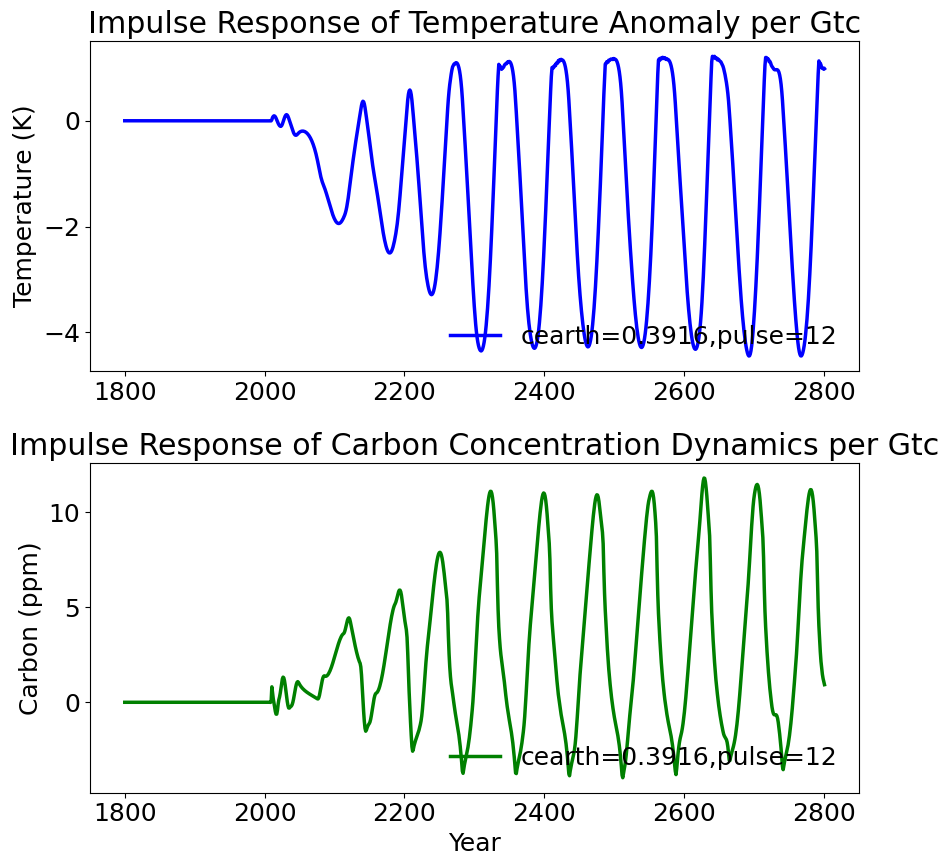 Impulse Response of Temperature Anomaly per Gtc
Temperature (K)
0
−2
−4
cearth=0.3916,pulse=12
1800 2000 2200 2400 2600 2800
Impulse Response of Carbon Concentration Dynamics per Gtc
Carbon (ppm)
10
5
0
cearth=0.3916,pulse=12
1800 2000 2200 2400 2600 2800
Year